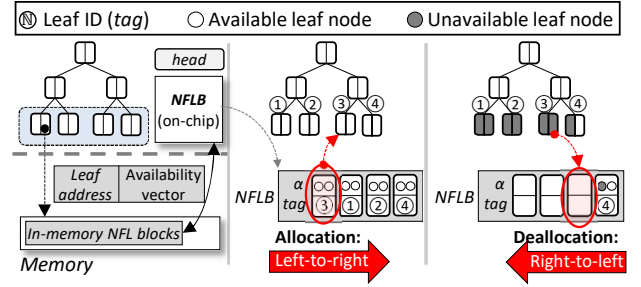 Ⓝ Leaf ID (tag) Available leaf node Unavailable leaf node
head
NFLB
(on-chip)
Leaf address
Availability vector
In-memory NFL blocks
Memory
① ② ③ ④
α
tag
③ ① ② ④
Allocation:
Left-to-right
① ② ③ ④
NFLB
α
tag
④
Deallocation:
Right-to-left